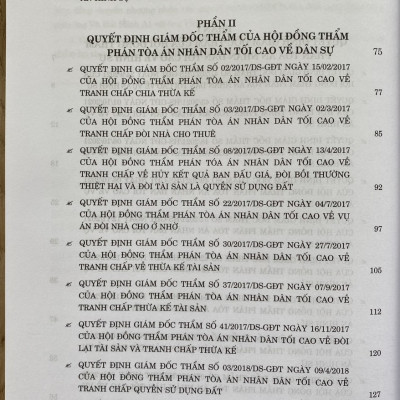 PHẦN II
QUYẾT ĐỊNH GIÁM ĐỐC THẨM CỦA HỘI ĐỒNG THẨM
PHÁN TÒA ÁN NHÂN DÂN TỐI CAO VỀ DÂN SỰ 75
QUYẾT ĐỊNH GIÁM ĐỐC THẨM SỐ 02/2017/DS-GĐT NGÀY 15/02/2017
CỦA HỘI ĐỒNG THẨM PHÁN TÒA ÁN NHÂN DÂN TỐI CAO VỀ
TRANH CHẤP CHIA THỪA KẾ 77
QUYẾT ĐỊNH GIÁM ĐỐC THẨM SỐ 03/2017/DS-GĐT NGÀY 02/3/2017
CỦA HỘI ĐỒNG THẨM PHÁN TÒA ÁN NHÂN DÂN TỐI CAO VỀ
TRANH CHẤP ĐÒI NHÀ CHO THUÊ 85
QUYẾT ĐỊNH GIÁM ĐỐC THẨM SỐ 08/2017/DS-GĐT NGÀY 13/4/2017
CỦA HỘI ĐỒNG THẨM PHÁN TÒA ÁN NHÂN DÂN TỐI CAO VỀ
TRANH CHẤP VỀ HỦY KẾT QUẢ BAN ĐẤU GIÁ, ĐÒI BỒI THƯỜNG
THIỆT HẠI VÀ ĐÒI TÀI SẢN LÀ QUYỀN SỬ DỤNG ĐẤT 92
QUYẾT ĐỊNH GIÁM ĐỐC THẨM SỐ 22/2017/DS-GĐT NGÀY 04/7/2017
CỦA HỘI ĐỒNG THẨM PHÁN TÒA ÁN NHÂN DÂN TỐI CAO VỀ VỤ
ÁN ĐÒI NHÀ CHO Ở NHỜ 97
QUYẾT ĐỊNH GIÁM ĐỐC THẨM SỐ 30/2017/DS-GĐT NGÀY 27/7/2017
CỦA HỘI ĐỒNG THẨM PHÁN TÒA ÁN NHÂN DÂN TỐI CAO VỀ
TRANH CHẤP VỀ THỪA KẾ TÀI SẢN 105
QUYẾT ĐỊNH GIÁM ĐỐC THẨM SỐ 37/2017/DS-GĐT NGÀY 07/9/2017
CỦA HỘI ĐỒNG THẨM PHÁN TÒA ÁN NHÂN DÂN TỐI CAO VỀ
TRANH CHẤP THỪA KẾ TÀI SẢN 112
QUYẾT ĐỊNH GIÁM ĐỐC THẨM SỐ 41/2017/DS-GĐT NGÀY 16/11/2017
CỦA HỘI ĐỒNG THẨM PHÁN TÒA ÁN NHÂN DÂN TỐI CAO VỀ ĐÒI
LẠI TÀI SẢN VÀ TRANH CHẤP THỪA KẾ 120
QUYẾT ĐỊNH GIÁM ĐỐC THẨM SỐ 03/2018/DS-GĐT NGÀY 09/4/2018
CỦA HỘI ĐỒNG THẨM PHÁN TÒA ÁN NHÂN DÂN TỐI CAO VỀ
TRANH CHẤP QUYỀN SỬ DỤNG ĐẤT 127